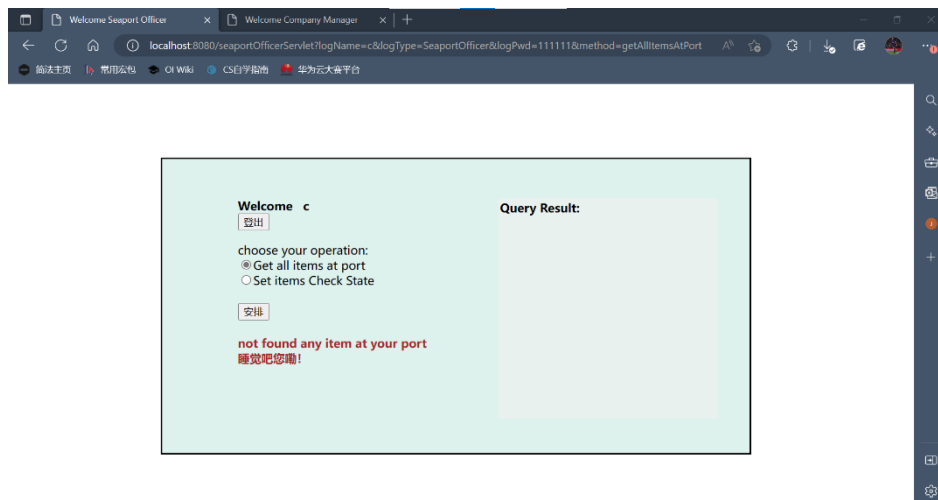 Welcome Seaport Officer
Welcome Company Manager
localhost:8080/seaportOfficerServlet?logName=c&logType=SeaportOfficer&logPwd=111111&method=getAllItemsAtPort
简法主页
常用宏包
OI Wiki
CS自学指南
华为云大赛平台
Welcome c
登出
choose your operation:
Get all items at port
Set items Check State
安排
not found any item at your port
睡觉吧您嘞!
Query Result: